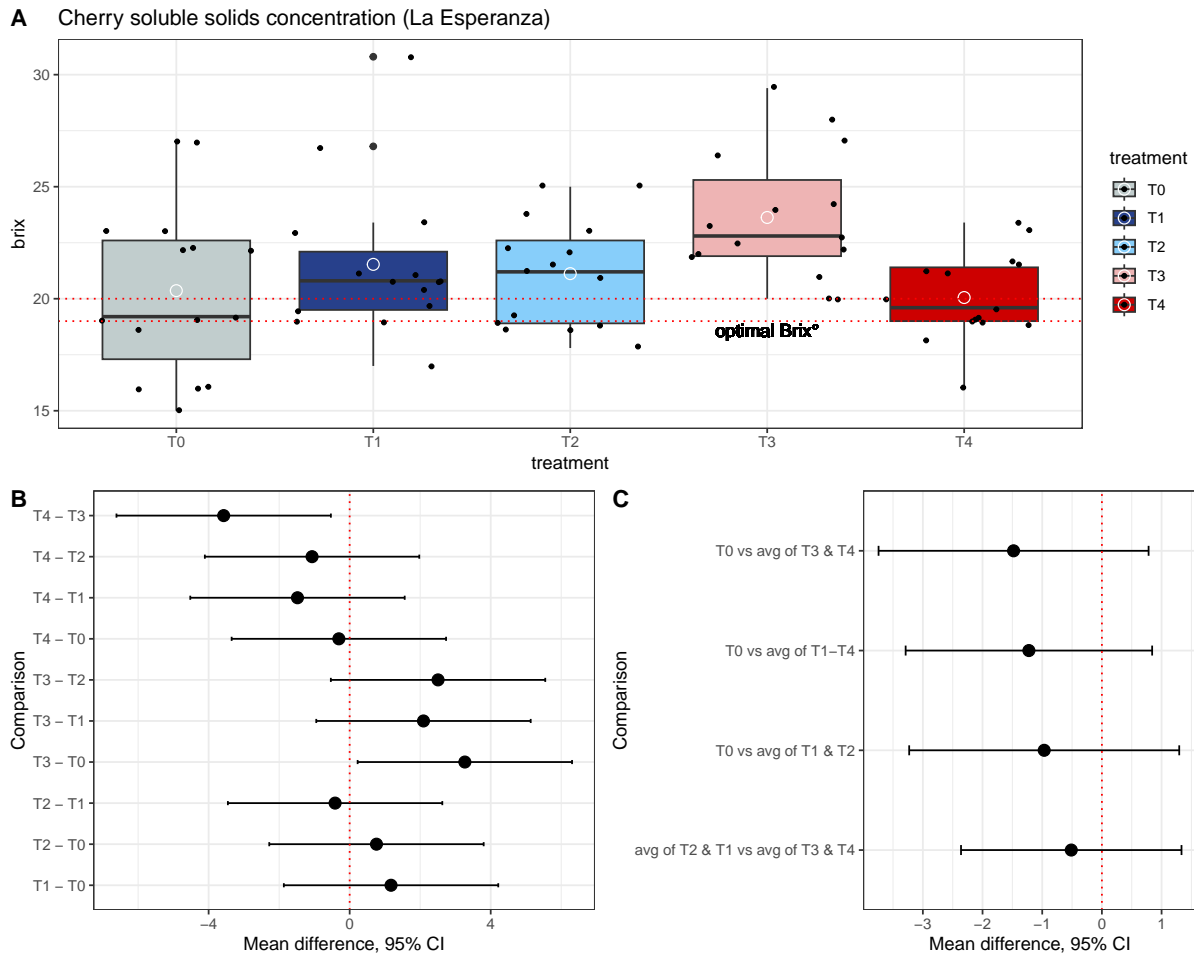 A
Cherry soluble solids concentration (La Esperanza)
brix
30
25
20
15
optimal Brix°
T0
T1
T2
T3
T4
treatment
treatment
T0
T1
T2
T3
T4
B
Comparison
T4 − T3
T4 − T2
T4 − T1
T4 − T0
T3 − T2
T3 − T1
T3 − T0
T2 − T1
T2 − T0
T1 − T0
−4
0
4
Mean difference, 95% CI
C
Comparison
T0 vs avg of T3 & T4
T0 vs avg of T1−T4
T0 vs avg of T1 & T2
avg of T2 & T1 vs avg of T3 & T4
−3
−2
−1
0
1
Mean difference, 95% CI